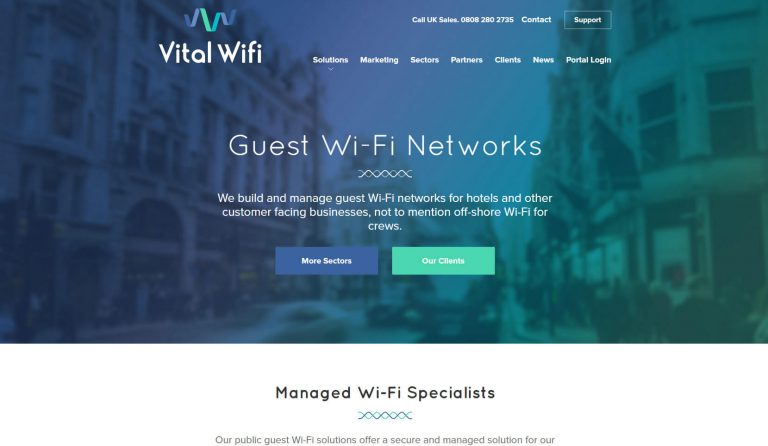 Call UK Sales. 0808 280 2735 Contact Support
Vital Wifi
Solutions Marketing Sectors Partners Clients News Portal Login
Guest Wi-Fi Networks
We build and manage guest Wi-Fi networks for hotels and other
customer facing businesses, not to mention off-shore Wi-Fi for
crews.
More Sectors Our Clients
Managed Wi-Fi Specialists
Our public guest Wi-Fi solutions offer a secure and managed solution for our